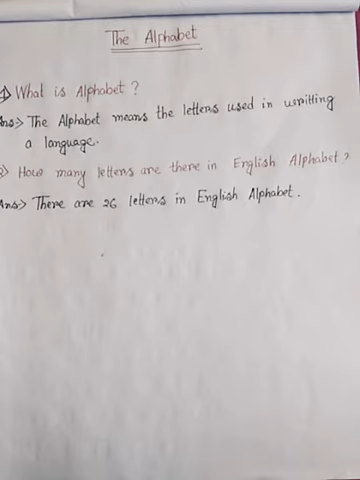 The Alphabet
1) What is Alphabet ?
Ans:> The Alphabet means the letters used in writting
a language.
2) How many letters are there in English Alphabet ?
Ans:> There are 26 letters in English Alphabet.